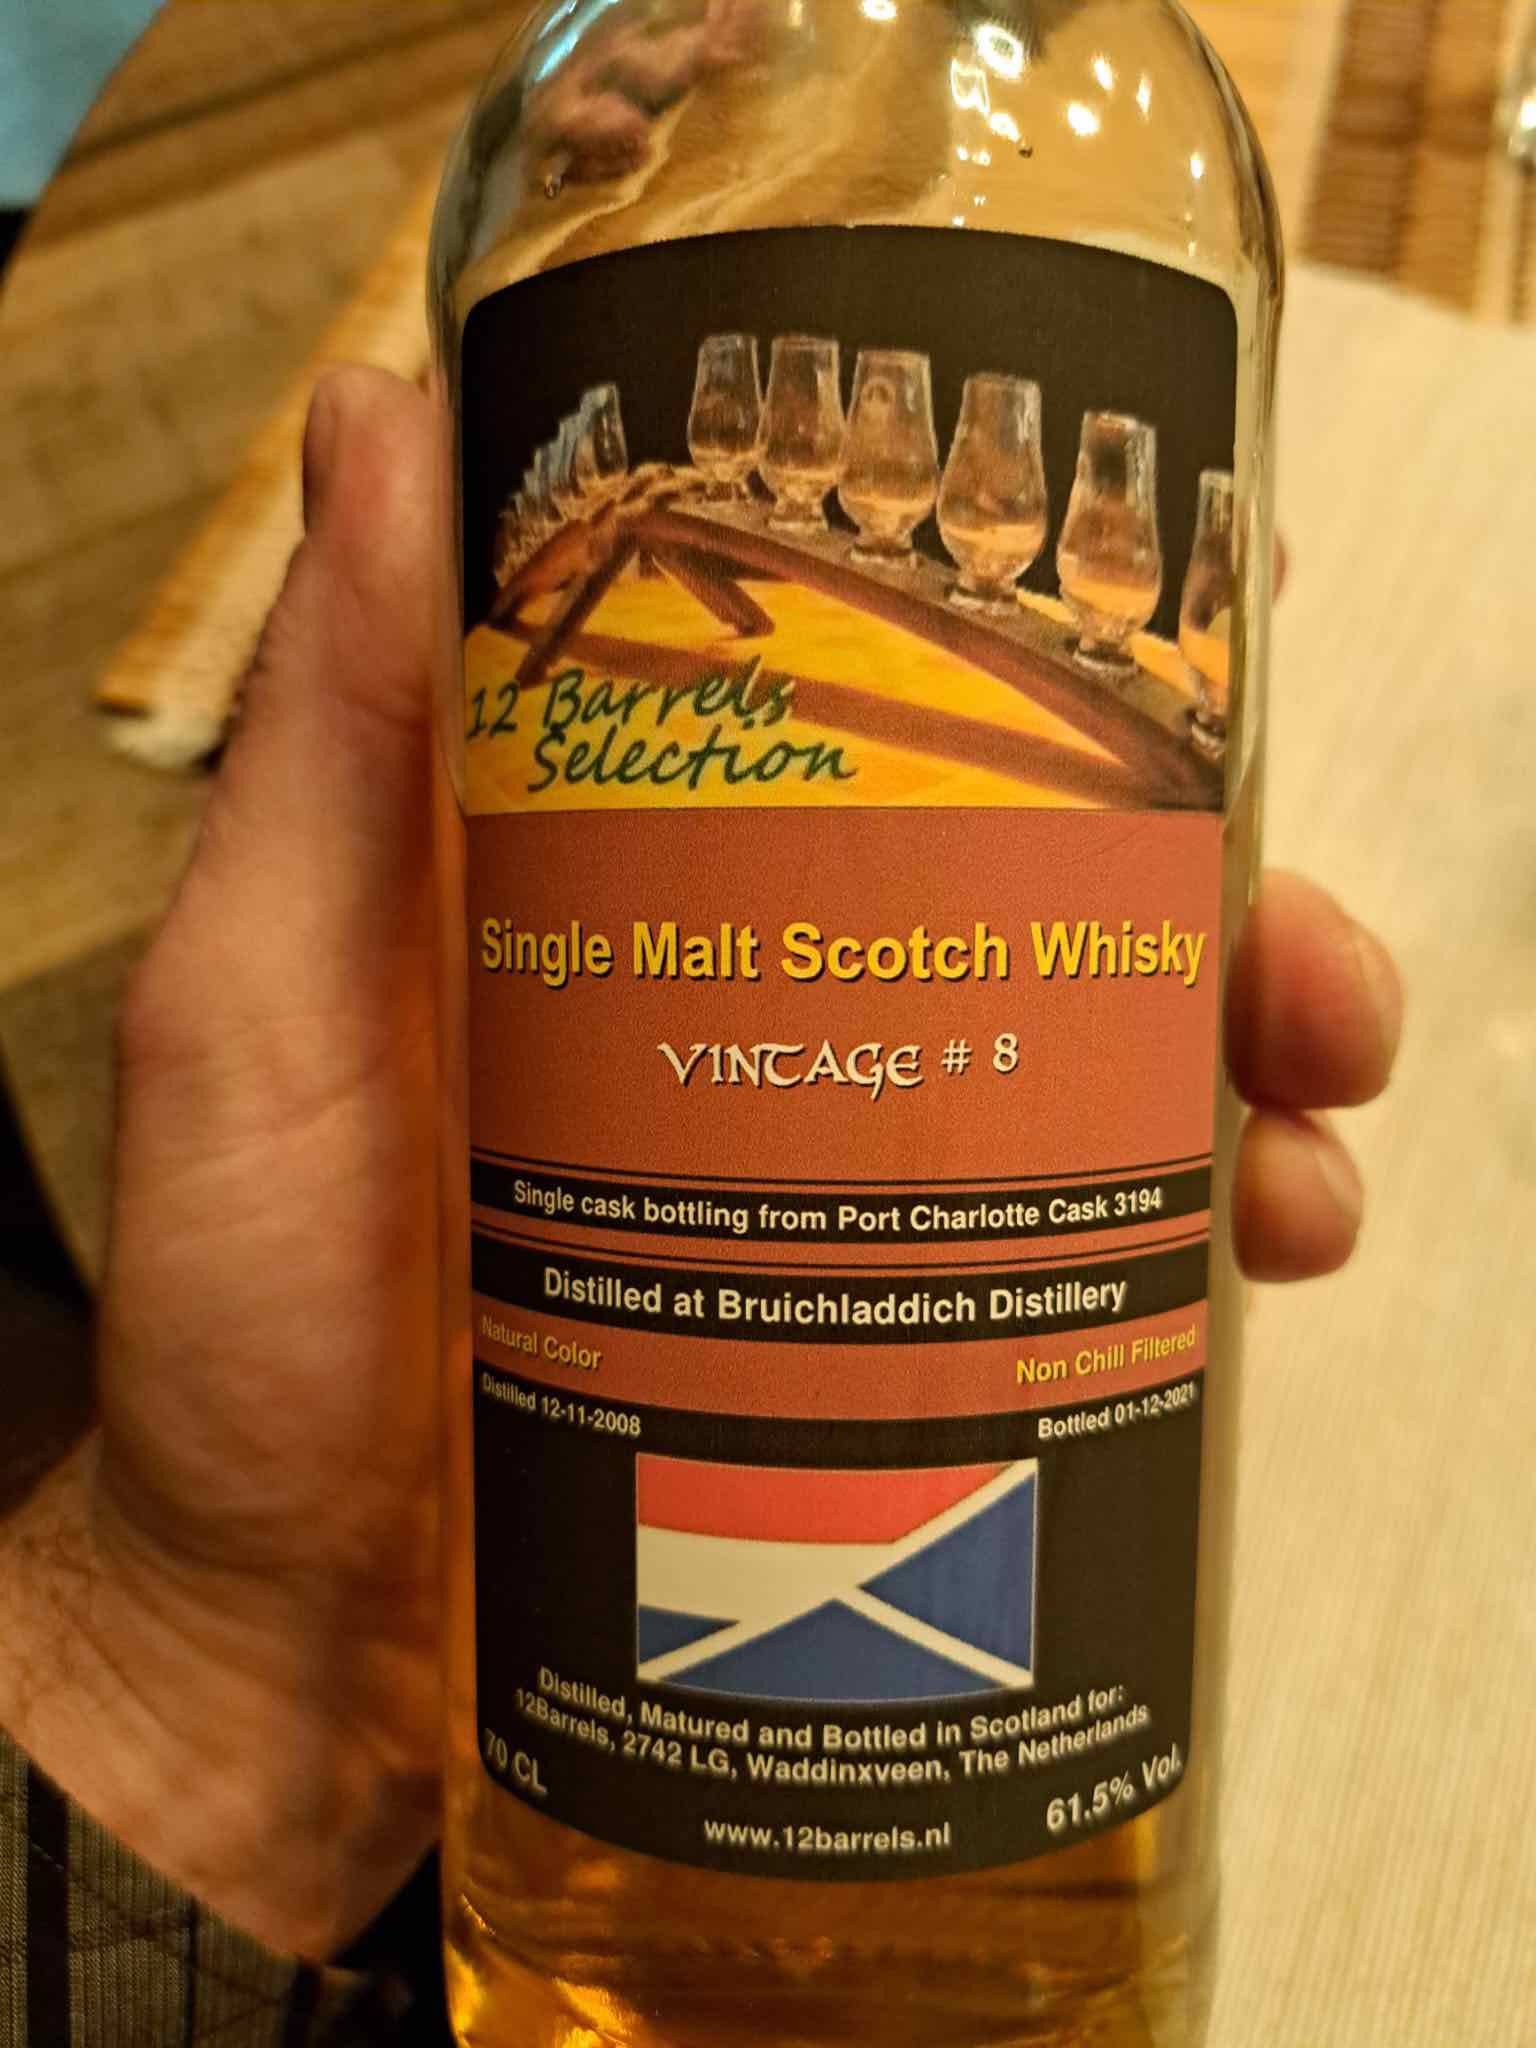 12 Barrels
Selection
Single Malt Scotch Whisky
VINTAGE # 8
Single cask bottling from Port Charlotte Cask 3194
Distilled at Bruichladdich Distillery
Natural Color
Non Chill Filtered
Distilled 12-11-2008
Bottled 01-12-2021
Distilled, Matured and Bottled in Scotland for:
12Barrels, 2742 LG, Waddinxveen, The Netherlands
70 CL
61.5% Vol.
www.12barrels.nl